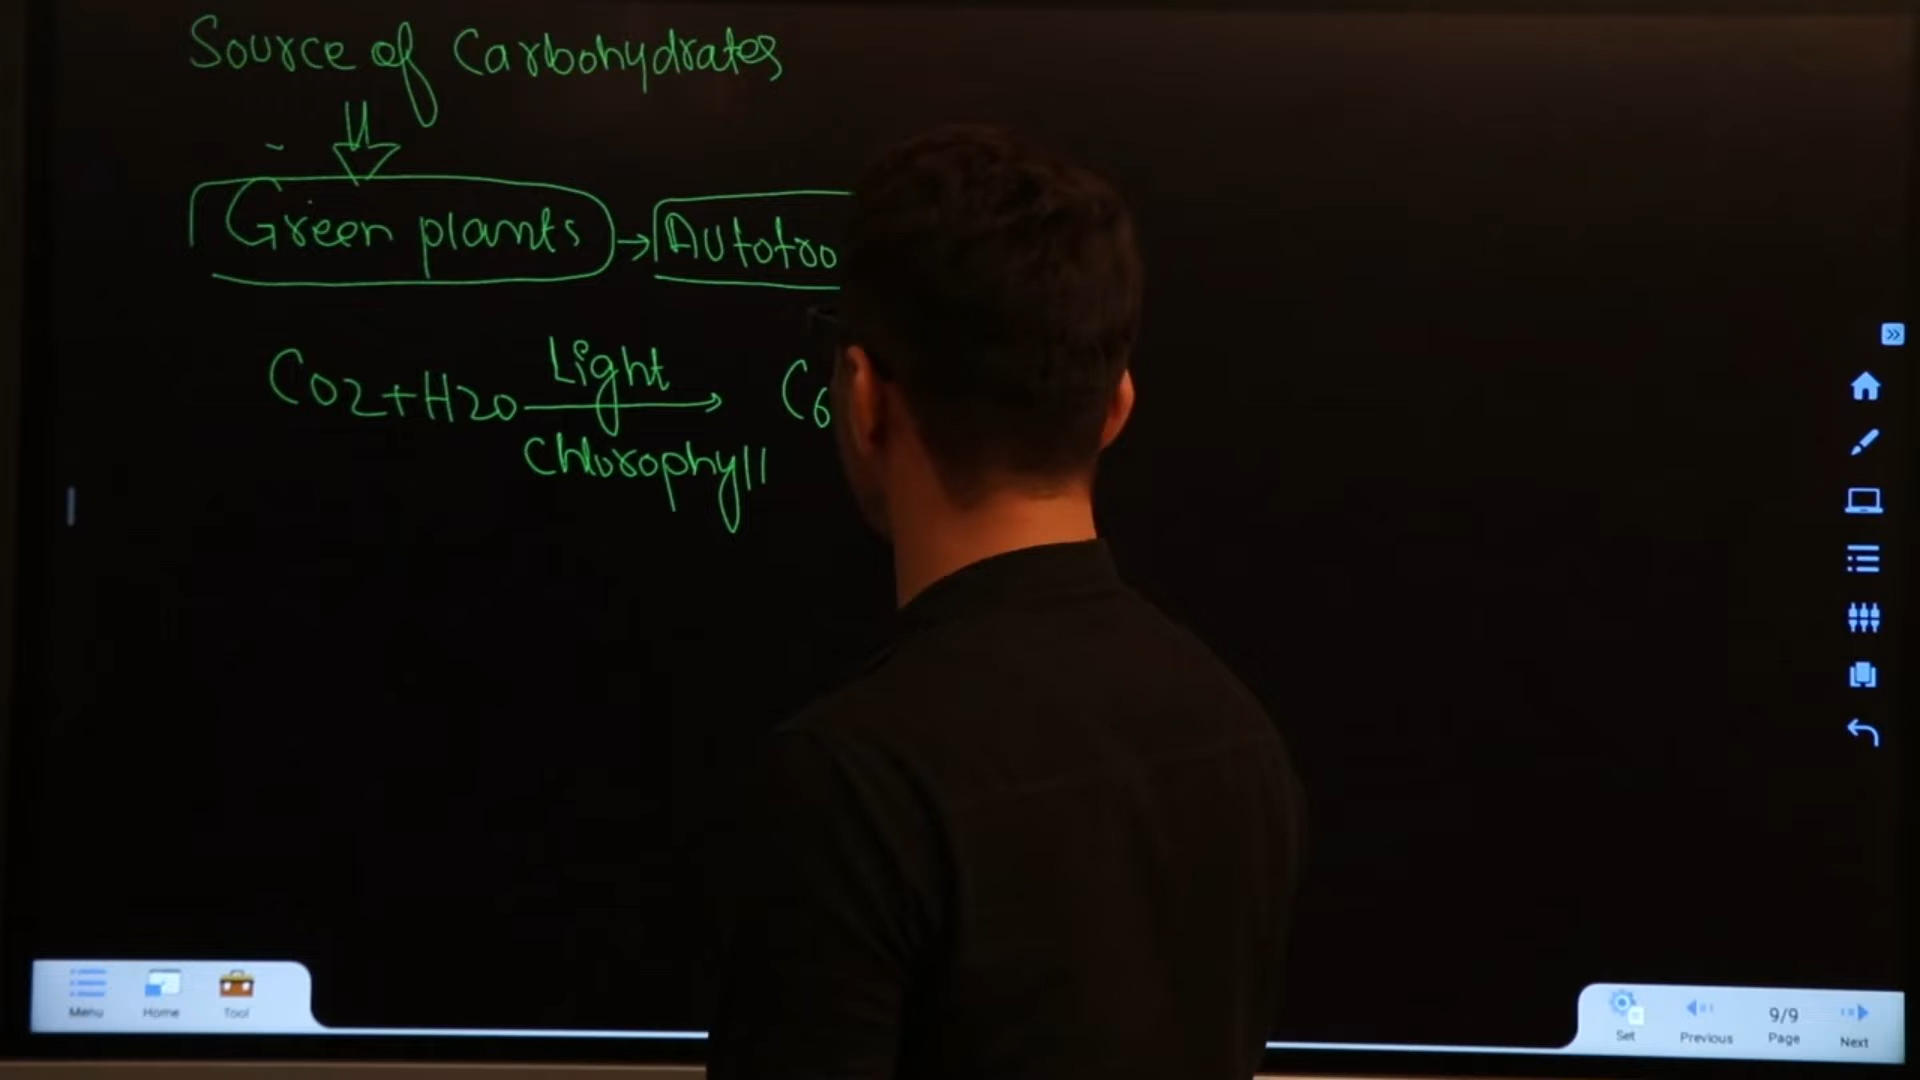 Source of Carbohydrates
Green plants → Autotro
CO2+H2O Light → C6
Chlorophyll
Menu Home Tool
Set Previous 9/9 Page Next